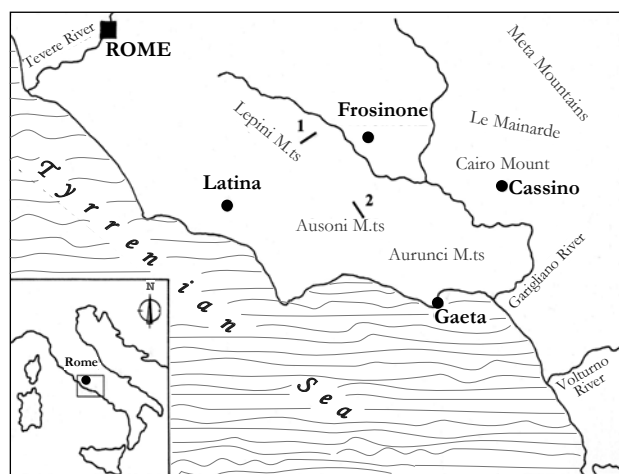 Tevere River
ROME
Meta Mountains
1
Lepini M.ts
Frosinone
Le Mainarde
Cairo Mount
Cassino
Latina
2
Ausoni M.ts
Aurunci M.ts
Garigliano River
Gaeta
Tyrrenian
Sea
Volturno
River
N
Rome